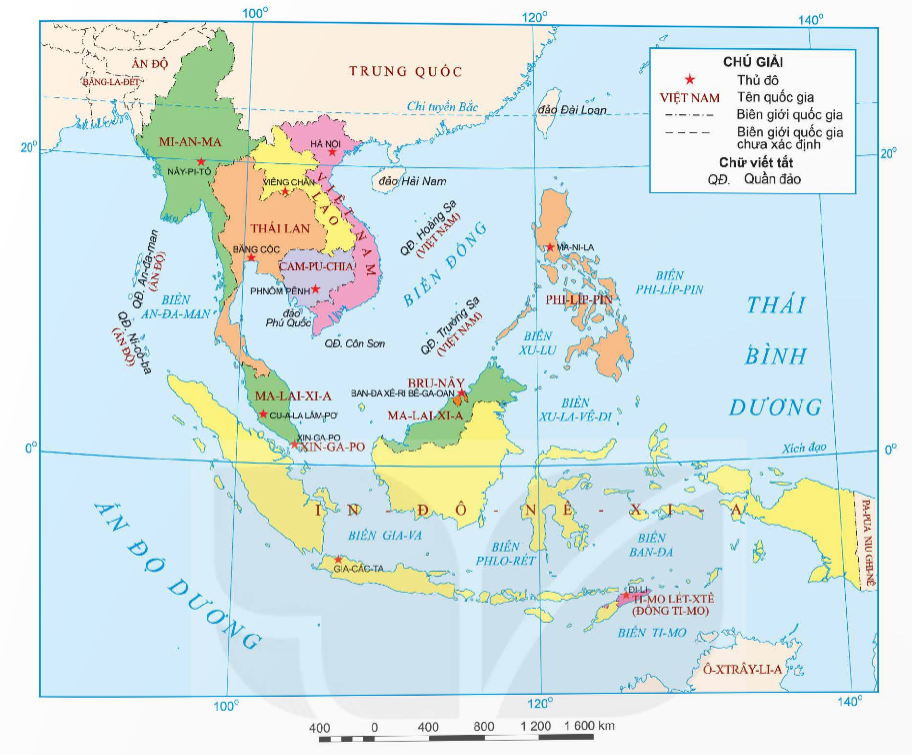 100°
120°
140°
ẤN ĐỘ
BĂNG-LA-ĐÉT
TRUNG QUỐC
CHÚ GIẢI
Thủ đô
VIỆT NAM
Tên quốc gia
Biên giới quốc gia
Biên giới quốc gia
chưa xác định
Chữ viết tắt
QĐ. Quần đảo
Chí tuyến Bắc
đảo Đài Loan
20°
20°
MI-AN-MA
NÂY-PI-TÔ
HÀ NỘI
VIÊNG CHĂN
LÀO
VIỆT NAM
đảo Hải Nam
THÁI LAN
BĂNG CỐC
CAM-PU-CHIA
PHNÔM PÊNH
đảo
Phú Quốc
QĐ. Côn Sơn
QĐ. Hoàng Sa
(VIỆT NAM)
BIỂN ĐÔNG
QĐ. Trường Sa
(VIỆT NAM)
QĐ. An-đa-man
(ẤN ĐỘ)
BIỂN
AN-ĐA-MAN
QĐ. Ni-cô-ba
(ẤN ĐỘ)
MA-NI-LA
PHI-LÍP-PIN
BIỂN
PHI-LÍP-PIN
THÁI
BÌNH
DƯƠNG
BIỂN
XU-LU
BRU-NÂY
BAN-ĐA XÊ-RI BÊ-GA-OAN
MA-LAI-XI-A
MA-LAI-XI-A
CU-A-LA LĂM-PƠ
XIN-GA-PO
XIN-GA-PO
BIỂN
XU-LA-VÊ-DI
Xích đạo
0°
0°
ẤN ĐỘ DƯƠNG
IN - ĐÔ - NÊ - XI - A
BIỂN GIA-VA
BIỂN
PHLO-RÉT
BIỂN
BAN-ĐA
GIA-CÁC-TA
ĐI-LI
TI-MO LÉT-XTÊ
(ĐÔNG TI-MO)
BIỂN TI-MO
PA-PUA NIU GHI-NÊ
Ô-XTRÂY-LI-A
100°
120°
140°
400 0 400 800 1 200 1 600 km